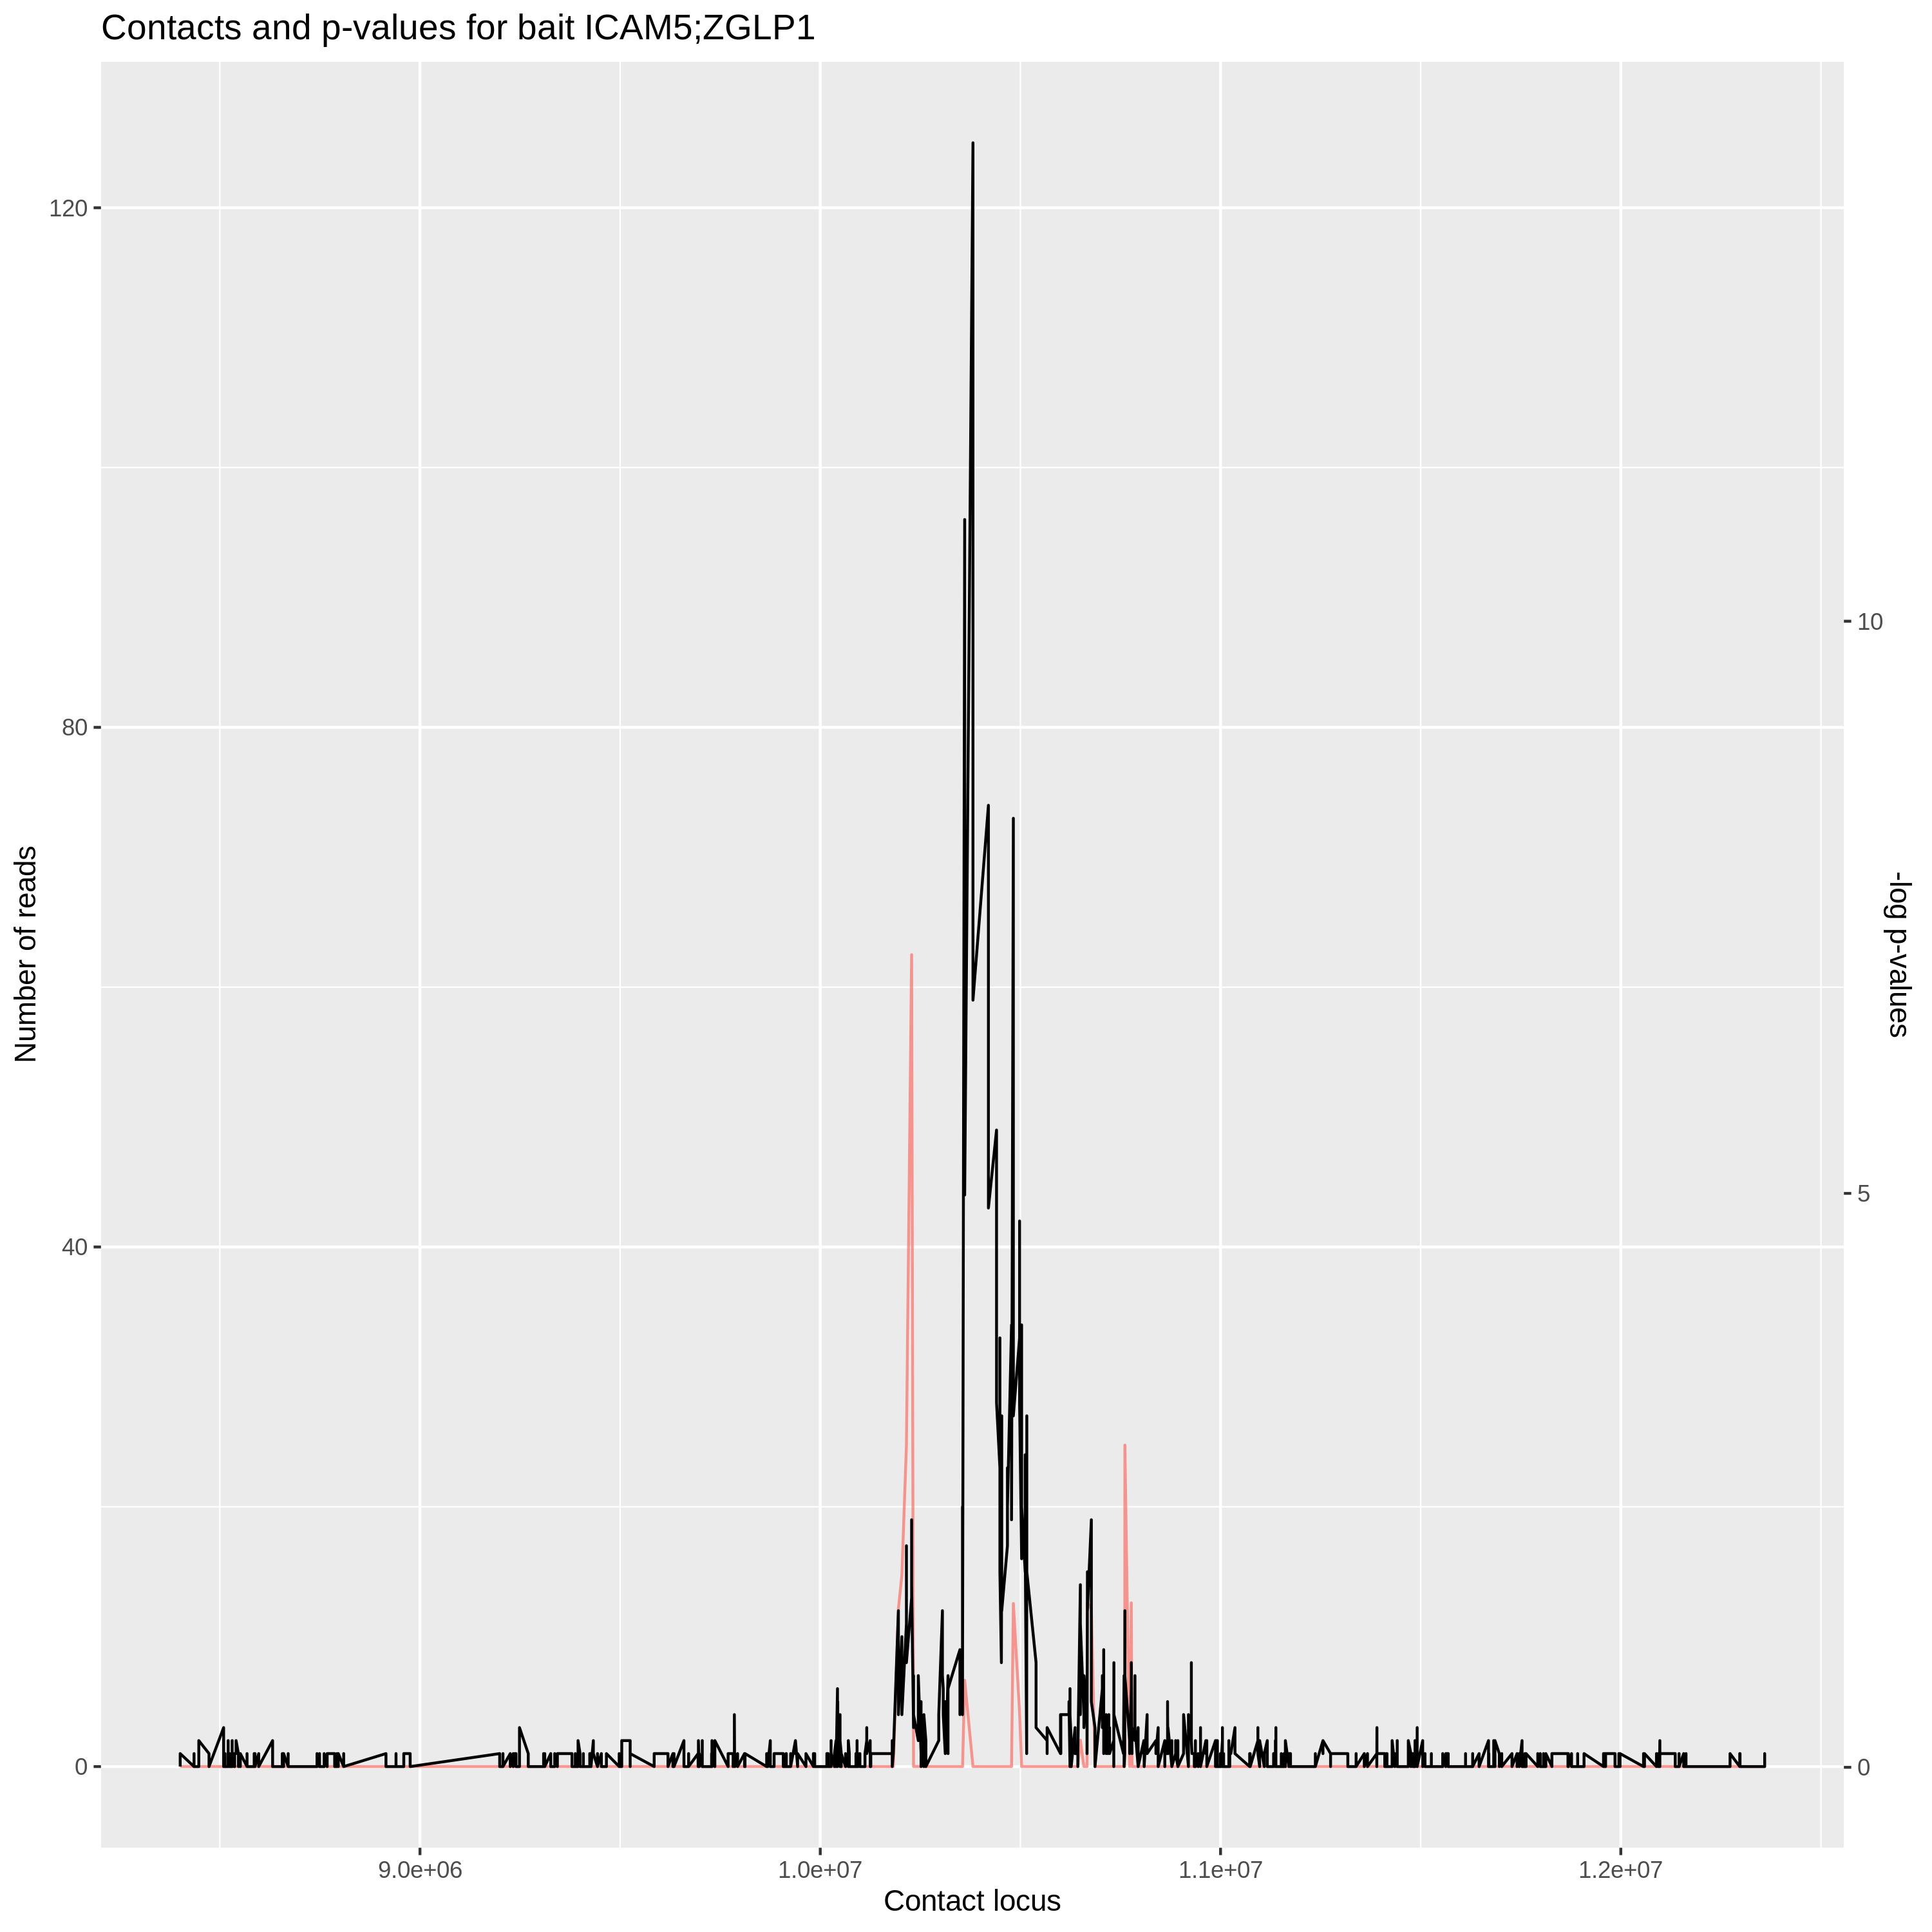 Contacts and p-values for bait ICAM5;ZGLP1
120
80
40
0
Number of reads
10
5
0
-log p-values
9.0e+06
1.0e+07
1.1e+07
1.2e+07
Contact locus